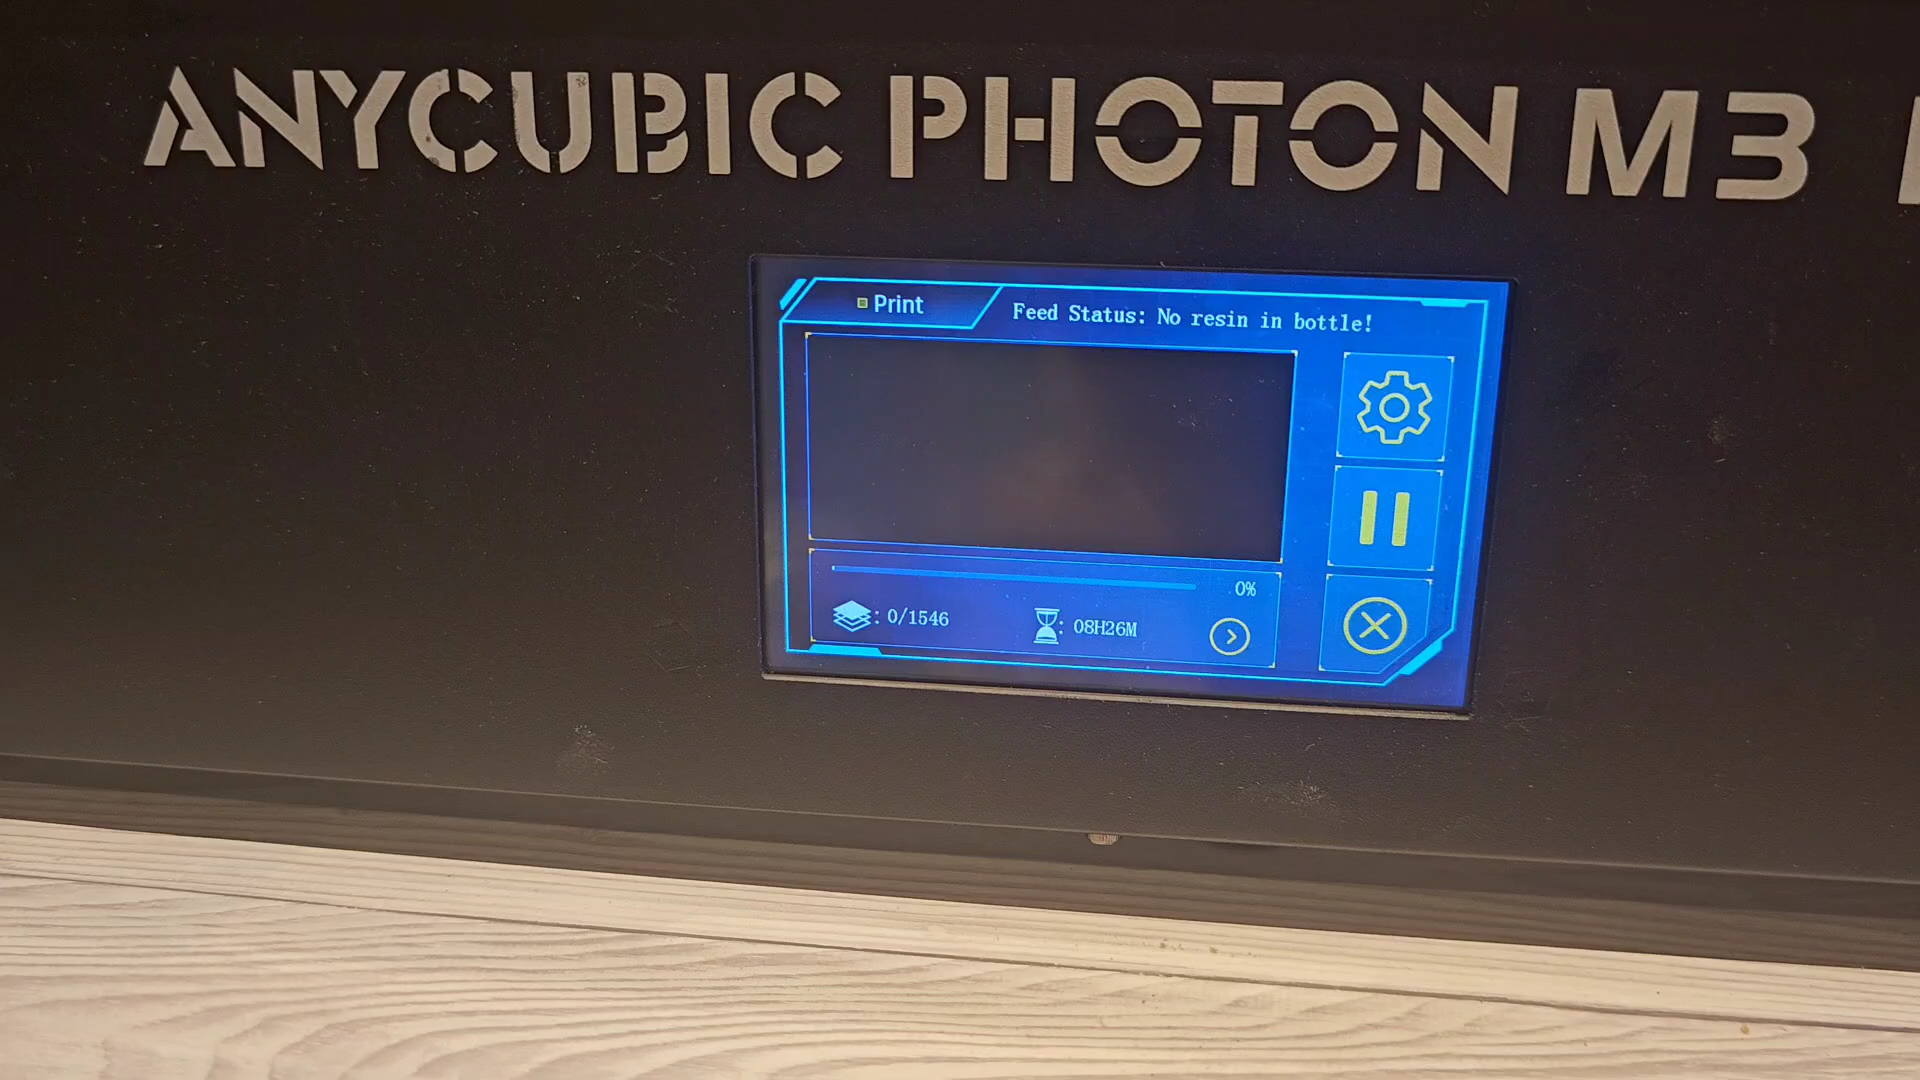 ANYCUBIC PHOTON M3
Print
Feed Status: No resin in bottle!
0%
: 0/1546
: 08H26M